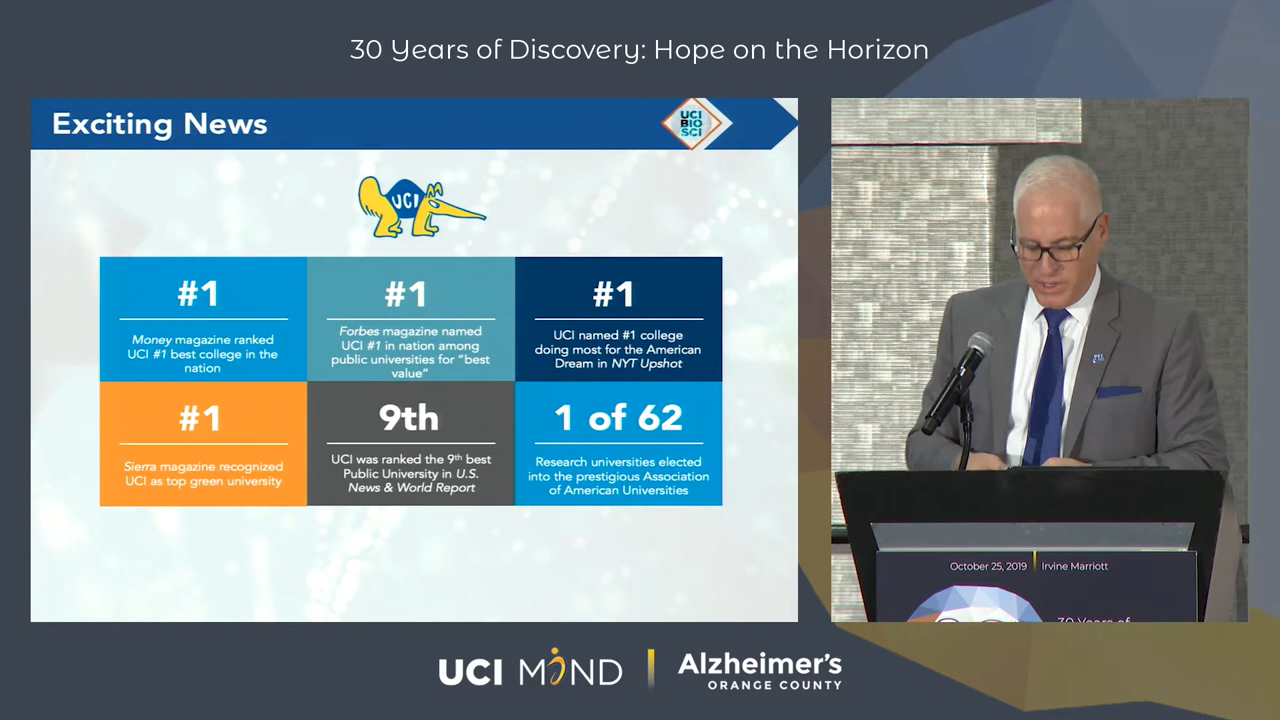 30 Years of Discovery: Hope on the Horizon
Exciting News
UCI
BIO
SCI
UCI
#1
Money magazine ranked
UCI #1 best college in the
nation
#1
Forbes magazine named
UCI #1 in nation among
public universities for "best
value"
#1
UCI named #1 college
doing most for the American
Dream in NYT Upshot
#1
Sierra magazine recognized
UCI as top green university
9th
UCI was ranked the 9th best
Public University in U.S.
News & World Report
1 of 62
Research universities elected
into the prestigious Association
of American Universities
October 25, 2019 | Irvine Marriott
30 Years of
UCI MIND
Alzheimer's
ORANGE COUNTY